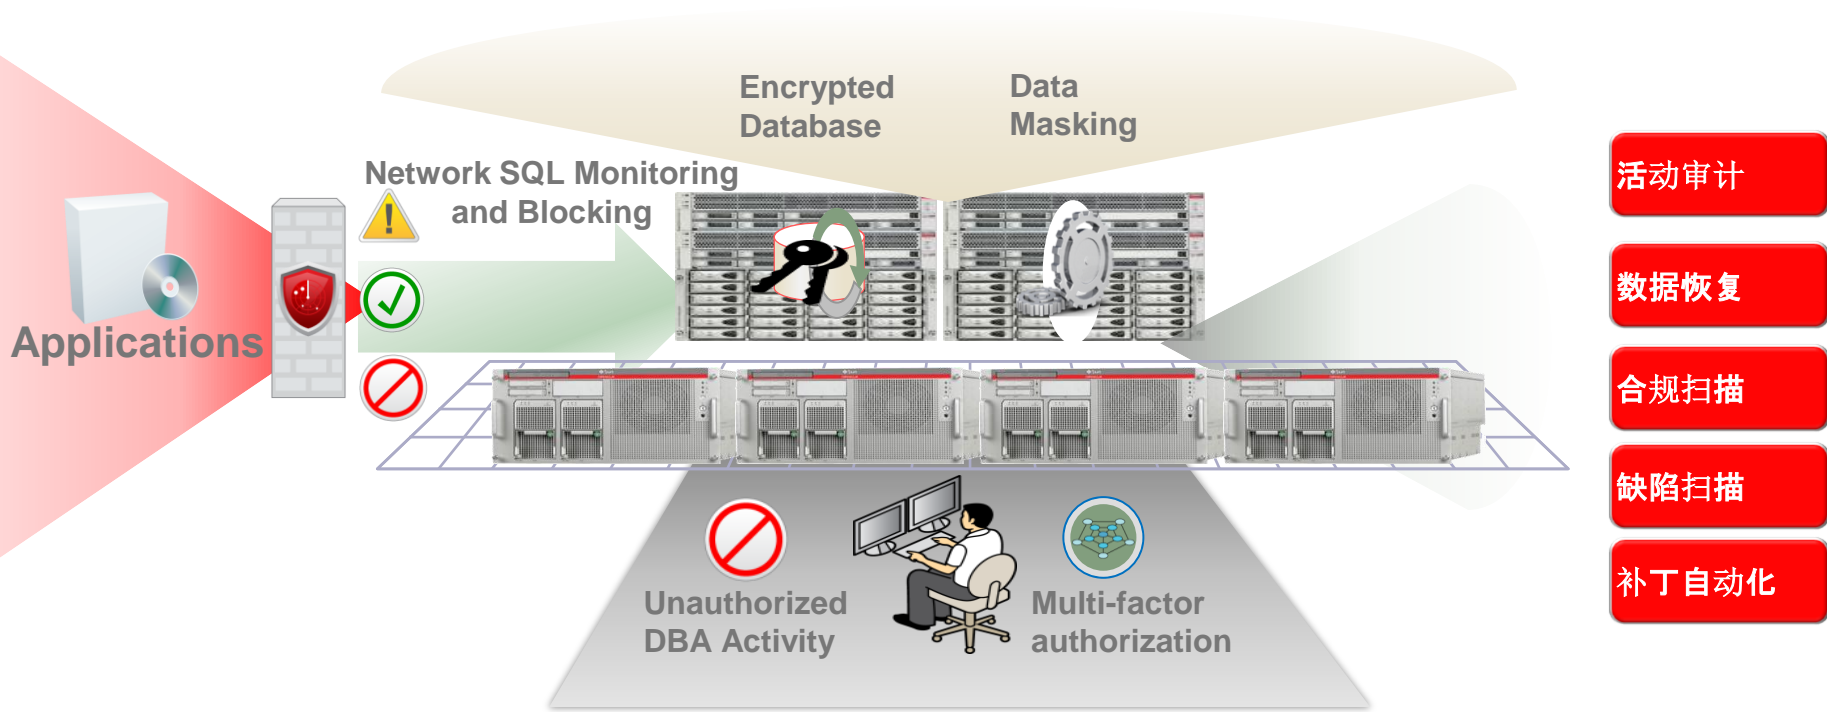 Encrypted
Database
Data
Masking
Network SQL Monitoring
and Blocking
Applications
Unauthorized
DBA Activity
Multi-factor
authorization
活动审计
数据恢复
合规扫描
缺陷扫描
补丁自动化